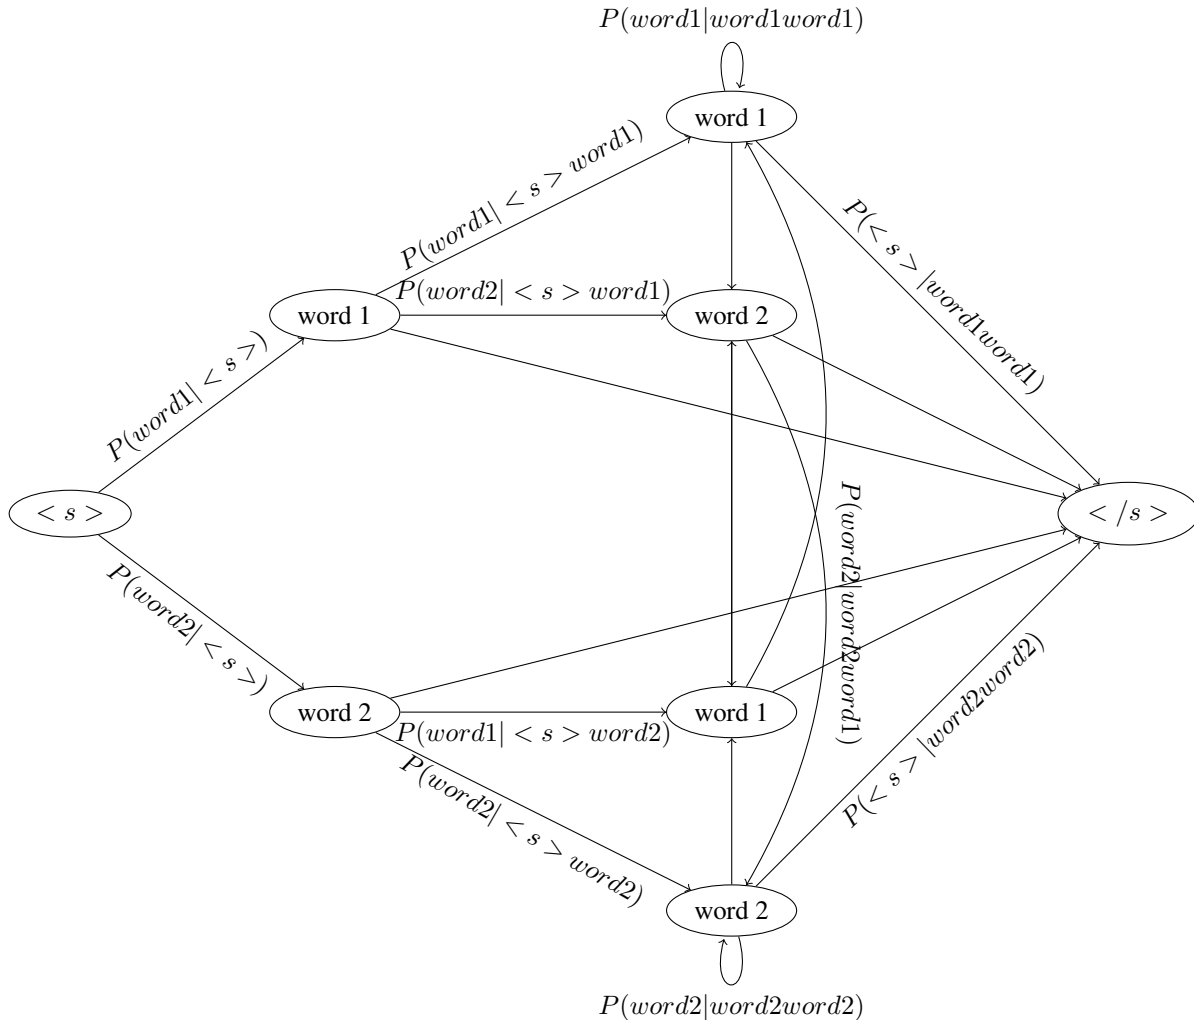 P(word1|word1word1)
word 1
P(word1| < s > word1)
P(< s > |word1word1)
P(word2| < s > word1)
word 1
word 2
P(word1| < s >)
< s >
P(word2|word2word1)
< /s >
P(word2| < s >)
word 2
word 1
P(word1| < s > word2)
P(< s > |word2word2)
P(word2| < s > word2)
word 2
P(word2|word2word2)